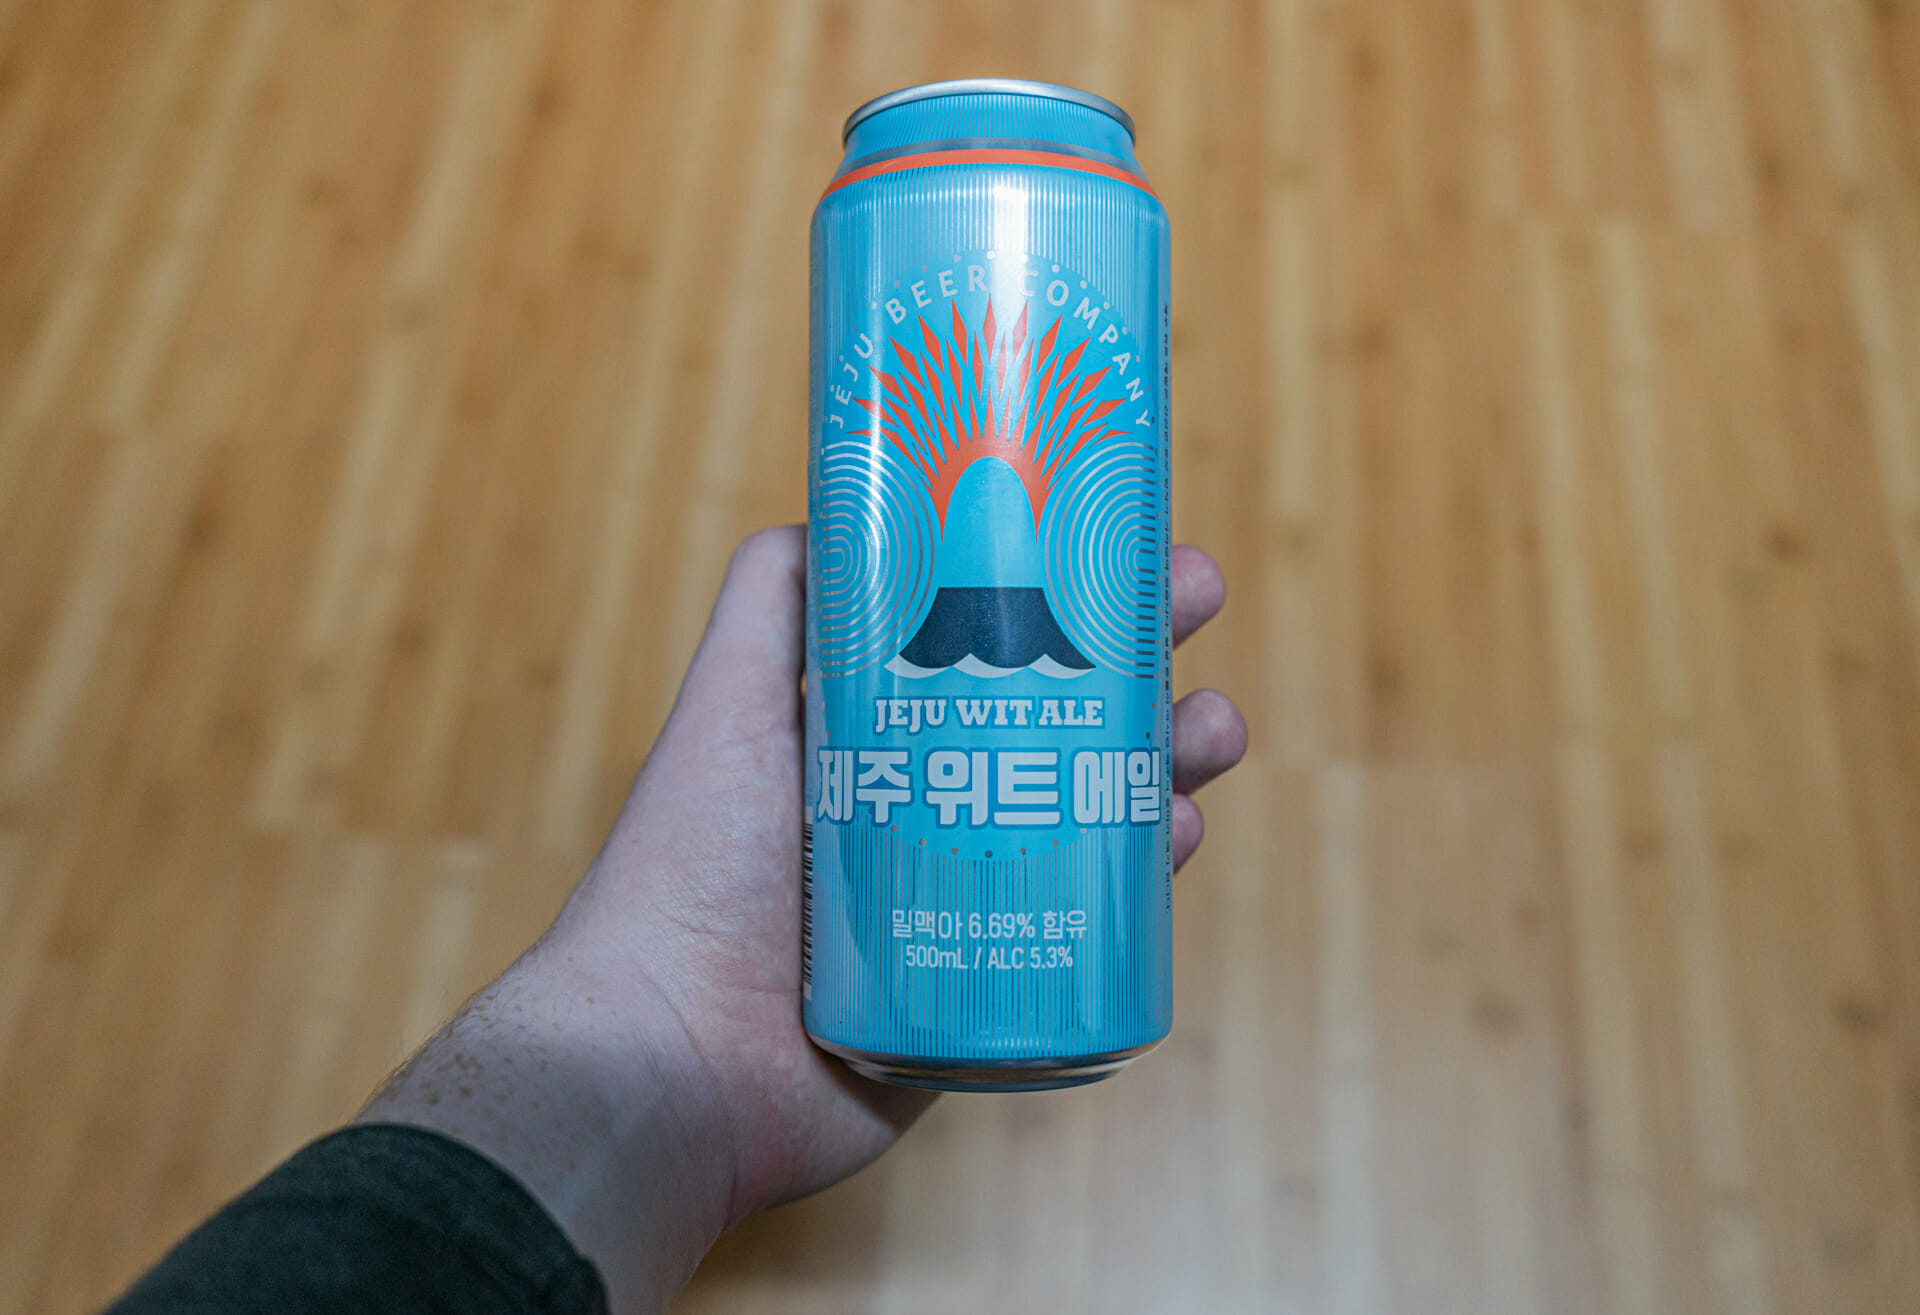 JEJU BEER COMPANY
JEJU WIT ALE
제주 위트 에일
밀맥아 6.69% 함유
500mL / ALC 5.3%